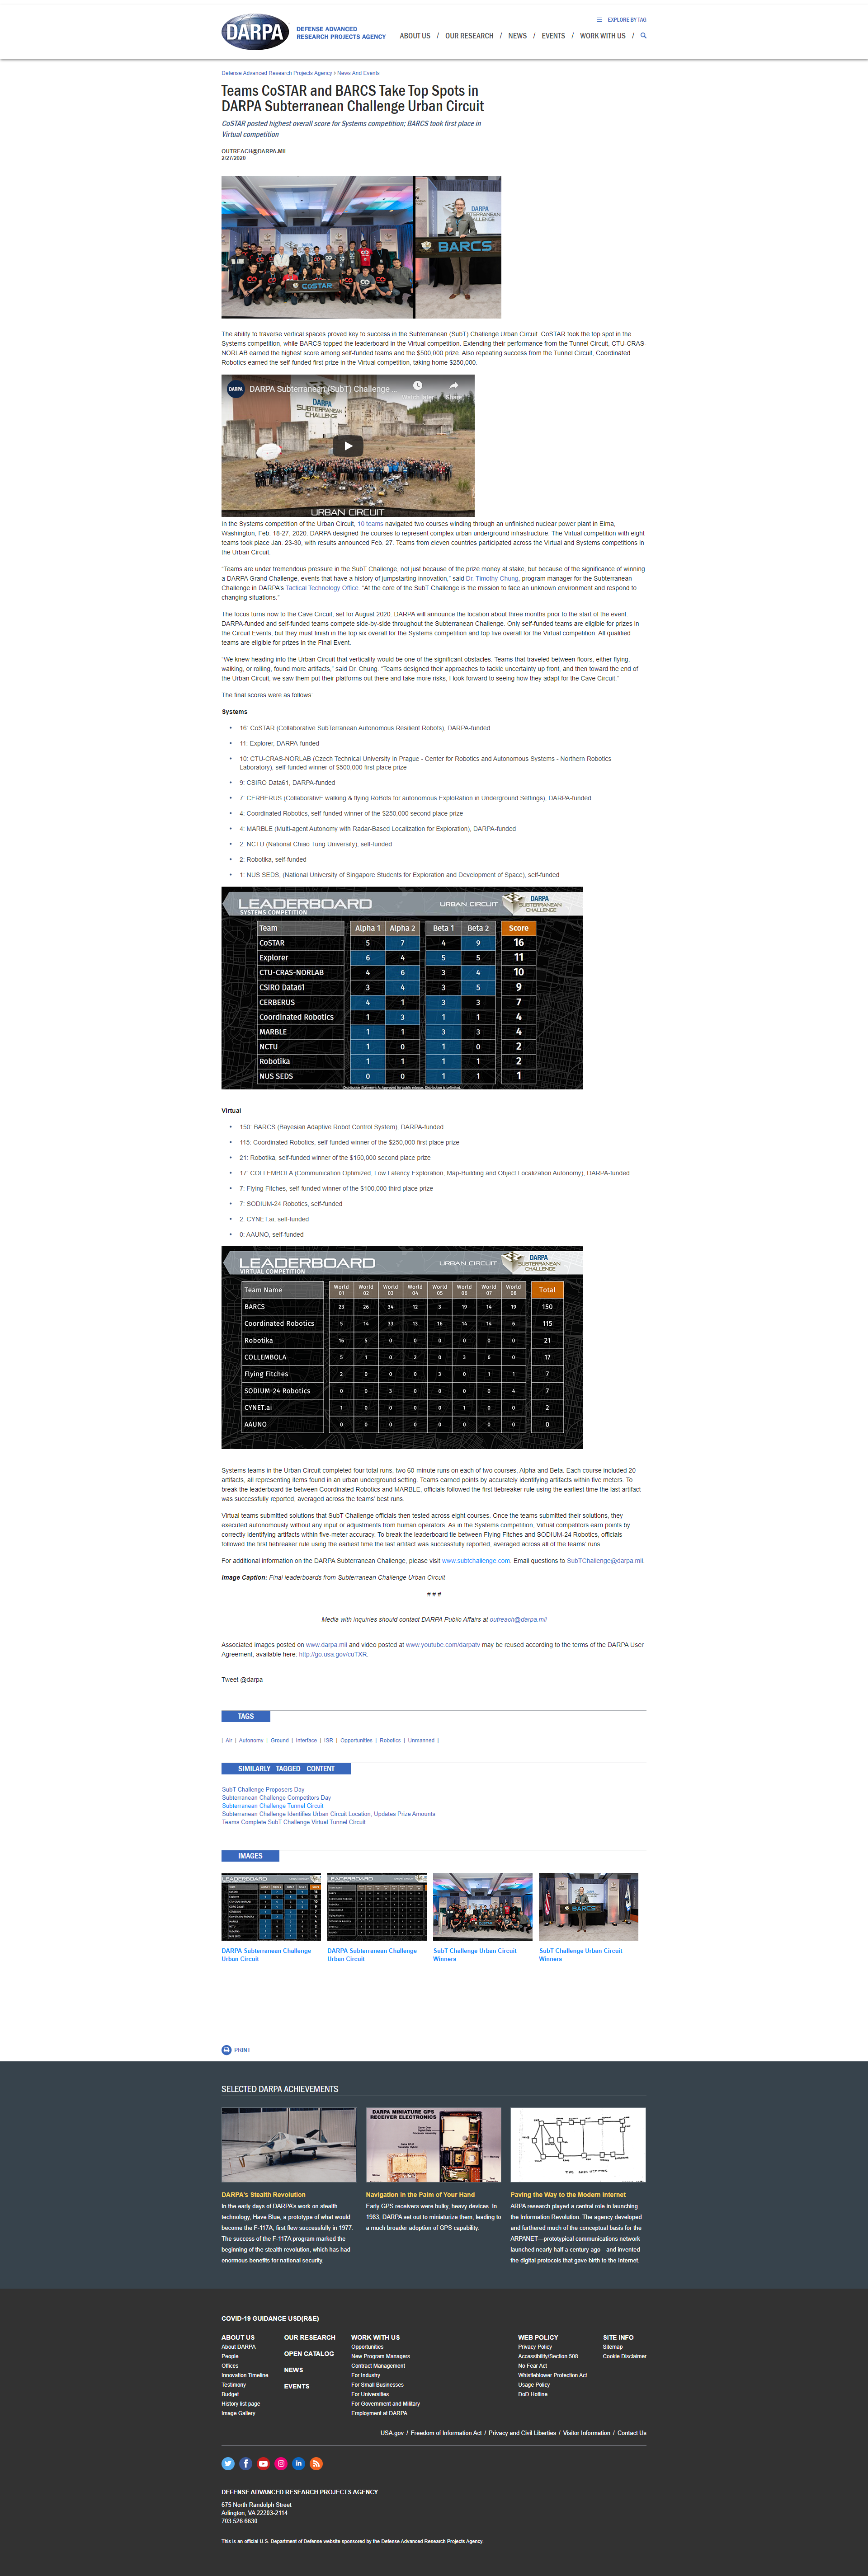 EXPLORE BY TAG
DARPA
DEFENSE ADVANCED
RESEARCH PROJECTS AGENCY
ABOUT US / OUR RESEARCH / NEWS / EVENTS / WORK WITH US /
Defense Advanced Research Projects Agency > News And Events
Teams CoSTAR and BARCS Take Top Spots in
DARPA Subterranean Challenge Urban Circuit
CoSTAR posted highest overall score for Systems competition; BARCS took first place in
Virtual competition
OUTREACH@DARPA.MIL
2/27/2020
CoSTAR
DARPA
SUBTERRANEAN
CHALLENGE
BARCS
The ability to traverse vertical spaces proved key to success in the Subterranean (SubT) Challenge Urban Circuit. CoSTAR took the top spot in the
Systems competition, while BARCS topped the leaderboard in the Virtual competition. Extending their performance from the Tunnel Circuit, CTU-CRAS-
NORLAB earned the highest score among self-funded teams and the $500,000 prize. Also repeating success from the Tunnel Circuit, Coordinated
Robotics earned the self-funded first prize in the Virtual competition, taking home $250,000.
DARPA Subterranean (SubT) Challenge ...
DARPA
SUBTERRANEAN
CHALLENGE
URBAN CIRCUIT
In the Systems competition of the Urban Circuit, 10 teams navigated two courses winding through an unfinished nuclear power plant in Elma,
Washington, Feb. 18-27, 2020. DARPA designed the courses to represent complex urban underground infrastructure. The Virtual competition with eight
teams took place Jan. 23-30, with results announced Feb. 27. Teams from eleven countries participated across the Virtual and Systems competitions in
the Urban Circuit.
"Teams are under tremendous pressure in the SubT Challenge, not just because of the prize money at stake, but because of the significance of winning
a DARPA Grand Challenge, events that have a history of jumpstarting innovation," said Dr. Timothy Chung, program manager for the Subterranean
Challenge in DARPA's Tactical Technology Office. "At the core of the SubT Challenge is the mission to face an unknown environment and respond to
changing situations."
The focus turns now to the Cave Circuit, set for August 2020. DARPA will announce the location about three months prior to the start of the event.
DARPA-funded and self-funded teams compete side-by-side throughout the Subterranean Challenge. Only self-funded teams are eligible for prizes in
the Circuit Events, but they must finish in the top six overall for the Systems competition and top five overall for the Virtual competition. All qualified
teams are eligible for prizes in the Final Event.
"We knew heading into the Urban Circuit that verticality would be one of the significant obstacles. Teams that traveled between floors, either flying,
walking, or rolling, found more artifacts," said Dr. Chung. "Teams designed their approaches to tackle uncertainty up front, and then toward the end of
the Urban Circuit, we saw them put their platforms out there and take more risks, I look forward to seeing how they adapt for the Cave Circuit."
The final scores were as follows:
Systems
• 16: CoSTAR (Collaborative SubTerranean Autonomous Resilient Robots), DARPA-funded
• 11: Explorer, DARPA-funded
• 10: CTU-CRAS-NORLAB (Czech Technical University in Prague - Center for Robotics and Autonomous Systems - Northern Robotics
Laboratory), self-funded winner of $500,000 first place prize
• 9: CSIRO Data61, DARPA-funded
• 7: CERBERUS (CollaborativE walking & flying RoBots for autonomous ExploRation in Underground Settings), DARPA-funded
• 4: Coordinated Robotics, self-funded winner of the $250,000 second place prize
• 4: MARBLE (Multi-agent Autonomy with Radar-Based Localization for Exploration), DARPA-funded
• 2: NCTU (National Chiao Tung University), self-funded
• 2: Robotika, self-funded
• 1: NUS SEDS, (National University of Singapore Students for Exploration and Development of Space), self-funded
LEADERBOARD URBAN CIRCUIT DARPA SUBTERRANEAN CHALLENGE
SYSTEMS COMPETITION
Team Alpha 1 Alpha 2 Beta 1 Beta 2 Score
CoSTAR 5 7 4 9 16
Explorer 6 4 5 5 11
CTU-CRAS-NORLAB 4 6 3 4 10
CSIRO Data61 3 4 3 5 9
CERBERUS 4 1 3 3 7
Coordinated Robotics 1 3 1 1 4
MARBLE 1 1 3 3 4
NCTU 1 0 1 0 2
Robotika 1 1 1 1 2
NUS SEDS 0 0 1 1 1
Distribution Statement A. Approved for public release. Distribution is unlimited.
Virtual
• 150: BARCS (Bayesian Adaptive Robot Control System), DARPA-funded
• 115: Coordinated Robotics, self-funded winner of the $250,000 first place prize
• 21: Robotika, self-funded winner of the $150,000 second place prize
• 17: COLLEMBOLA (Communication Optimized, Low Latency Exploration, Map-Building and Object Localization Autonomy), DARPA-funded
• 7: Flying Fitches, self-funded winner of the $100,000 third place prize
• 7: SODIUM-24 Robotics, self-funded
• 2: CYNET.ai, self-funded
• 0: AAUNO, self-funded
LEADERBOARD URBAN CIRCUIT DARPA SUBTERRANEAN CHALLENGE
VIRTUAL COMPETITION
Team Name World 01 World 02 World 03 World 04 World 05 World 06 World 07 World 08 Total
BARCS 23 26 34 12 3 19 14 19 150
Coordinated Robotics 5 14 33 13 16 14 14 6 115
Robotika 16 5 0 0 0 0 0 0 21
COLLEMBOLA 5 1 0 2 0 3 6 0 17
Flying Fitches 2 0 0 0 3 0 1 1 7
SODIUM-24 Robotics 0 0 3 0 0 0 0 4 7
CYNET.ai 1 0 0 0 0 1 0 0 2
AAUNO 0 0 0 0 0 0 0 0 0
Systems teams in the Urban Circuit completed four total runs, two 60-minute runs on each of two courses, Alpha and Beta. Each course included 20
artifacts, all representing items found in an urban underground setting. Teams earned points by accurately identifying artifacts within five meters. To
break the leaderboard tie between Coordinated Robotics and MARBLE, officials followed the first tiebreaker rule using the earliest time the last artifact
was successfully reported, averaged across the teams' best runs.
Virtual teams submitted solutions that SubT Challenge officials then tested across eight courses. Once the teams submitted their solutions, they
executed autonomously without any input or adjustments from human operators. As in the Systems competition, Virtual competitors earn points by
correctly identifying artifacts within five-meter accuracy. To break the leaderboard tie between Flying Fitches and SODIUM-24 Robotics, officials
followed the first tiebreaker rule using the earliest time the last artifact was successfully reported, averaged across all of the teams' runs.
For additional information on the DARPA Subterranean Challenge, please visit www.subtchallenge.com. Email questions to SubTChallenge@darpa.mil.
Image Caption: Final leaderboards from Subterranean Challenge Urban Circuit
# # #
Media with inquiries should contact DARPA Public Affairs at outreach@darpa.mil
Associated images posted on www.darpa.mil and video posted at www.youtube.com/darpatv may be reused according to the terms of the DARPA User
Agreement, available here: http://go.usa.gov/cuTXR.
Tweet @darpa
TAGS
| Air | Autonomy | Ground | Interface | ISR | Opportunities | Robotics | Unmanned |
SIMILARLY TAGGED CONTENT
SubT Challenge Proposers Day
Subterranean Challenge Competitors Day
Subterranean Challenge Tunnel Circuit
Subterranean Challenge Identifies Urban Circuit Location, Updates Prize Amounts
Teams Complete SubT Challenge Virtual Tunnel Circuit
IMAGES
DARPA Subterranean Challenge
Urban Circuit
DARPA Subterranean Challenge
Urban Circuit
SubT Challenge Urban Circuit
Winners
SubT Challenge Urban Circuit
Winners
PRINT
SELECTED DARPA ACHIEVEMENTS
DARPA MINIATURE GPS
RECEIVER ELECTRONICS
DARPA's Stealth Revolution
In the early days of DARPA's work on stealth
technology, Have Blue, a prototype of what would
become the F-117A, first flew successfully in 1977.
The success of the F-117A program marked the
beginning of the stealth revolution, which has had
enormous benefits for national security.
Navigation in the Palm of Your Hand
Early GPS receivers were bulky, heavy devices. In
1983, DARPA set out to miniaturize them, leading to
a much broader adoption of GPS capability.
Paving the Way to the Modern Internet
ARPA research played a central role in launching
the Information Revolution. The agency developed
and furthered much of the conceptual basis for the
ARPANET—prototypical communications network
launched nearly half a century ago—and invented
the digital protocols that gave birth to the Internet.
COVID-19 GUIDANCE USD(R&E)
ABOUT US
About DARPA
People
Offices
Innovation Timeline
Testimony
Budget
History list page
Image Gallery
OUR RESEARCH
OPEN CATALOG
NEWS
EVENTS
WORK WITH US
Opportunities
New Program Managers
Contract Management
For Industry
For Small Businesses
For Universities
For Government and Military
Employment at DARPA
WEB POLICY
Privacy Policy
Accessibility/Section 508
No Fear Act
Whistleblower Protection Act
Usage Policy
DoD Hotline
SITE INFO
Sitemap
Cookie Disclaimer
USA.gov / Freedom of Information Act / Privacy and Civil Liberties / Visitor Information / Contact Us
DEFENSE ADVANCED RESEARCH PROJECTS AGENCY
675 North Randolph Street
Arlington, VA 22203-2114
703.526.6630
This is an official U.S. Department of Defense website sponsored by the Defense Advanced Research Projects Agency.